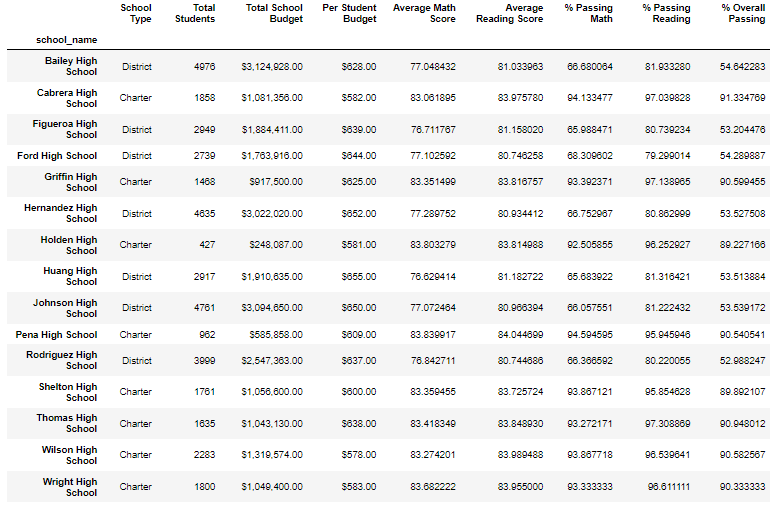 School Type Total Students Total School Budget Per Student Budget Average Math Score Average Reading Score % Passing Math % Passing Reading % Overall Passing
school_name
Bailey High School District 4976 $3,124,928.00 $628.00 77.048432 81.033963 66.680064 81.933280 54.642283
Cabrera High School Charter 1858 $1,081,356.00 $582.00 83.061895 83.975780 94.133477 97.039828 91.334769
Figueroa High School District 2949 $1,884,411.00 $639.00 76.711767 81.158020 65.988471 80.739234 53.204476
Ford High School District 2739 $1,763,916.00 $644.00 77.102592 80.746258 68.309602 79.299014 54.289887
Griffin High School Charter 1468 $917,500.00 $625.00 83.351499 83.816757 93.392371 97.138965 90.599455
Hernandez High School District 4635 $3,022,020.00 $652.00 77.289752 80.934412 66.752967 80.862999 53.527508
Holden High School Charter 427 $248,087.00 $581.00 83.803279 83.814988 92.505855 96.252927 89.227166
Huang High School District 2917 $1,910,635.00 $655.00 76.629414 81.182722 65.683922 81.316421 53.513884
Johnson High School District 4761 $3,094,650.00 $650.00 77.072464 80.966394 66.057551 81.222432 53.539172
Pena High School Charter 962 $585,858.00 $609.00 83.839917 84.044699 94.594595 95.945946 90.540541
Rodriguez High School District 3999 $2,547,363.00 $637.00 76.842711 80.744686 66.366592 80.220055 52.988247
Shelton High School Charter 1761 $1,056,600.00 $600.00 83.359455 83.725724 93.867121 95.854628 89.892107
Thomas High School Charter 1635 $1,043,130.00 $638.00 83.418349 83.848930 93.272171 97.308869 90.948012
Wilson High School Charter 2283 $1,319,574.00 $578.00 83.274201 83.989488 93.867718 96.539641 90.582567
Wright High School Charter 1800 $1,049,400.00 $583.00 83.682222 83.955000 93.333333 96.611111 90.333333